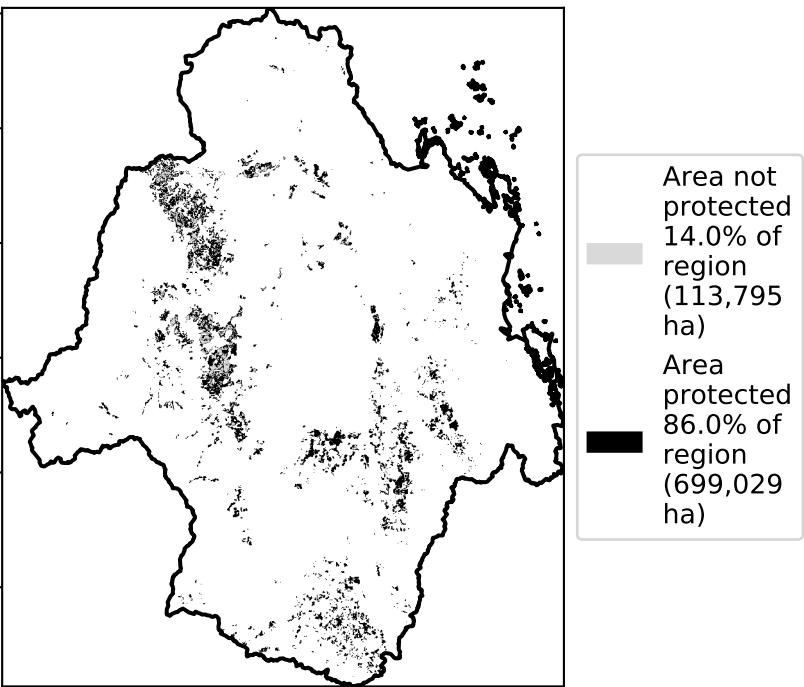 Area not
protected
14.0% of
region
(113,795
ha)
Area
protected
86.0% of
region
(699,029
ha)